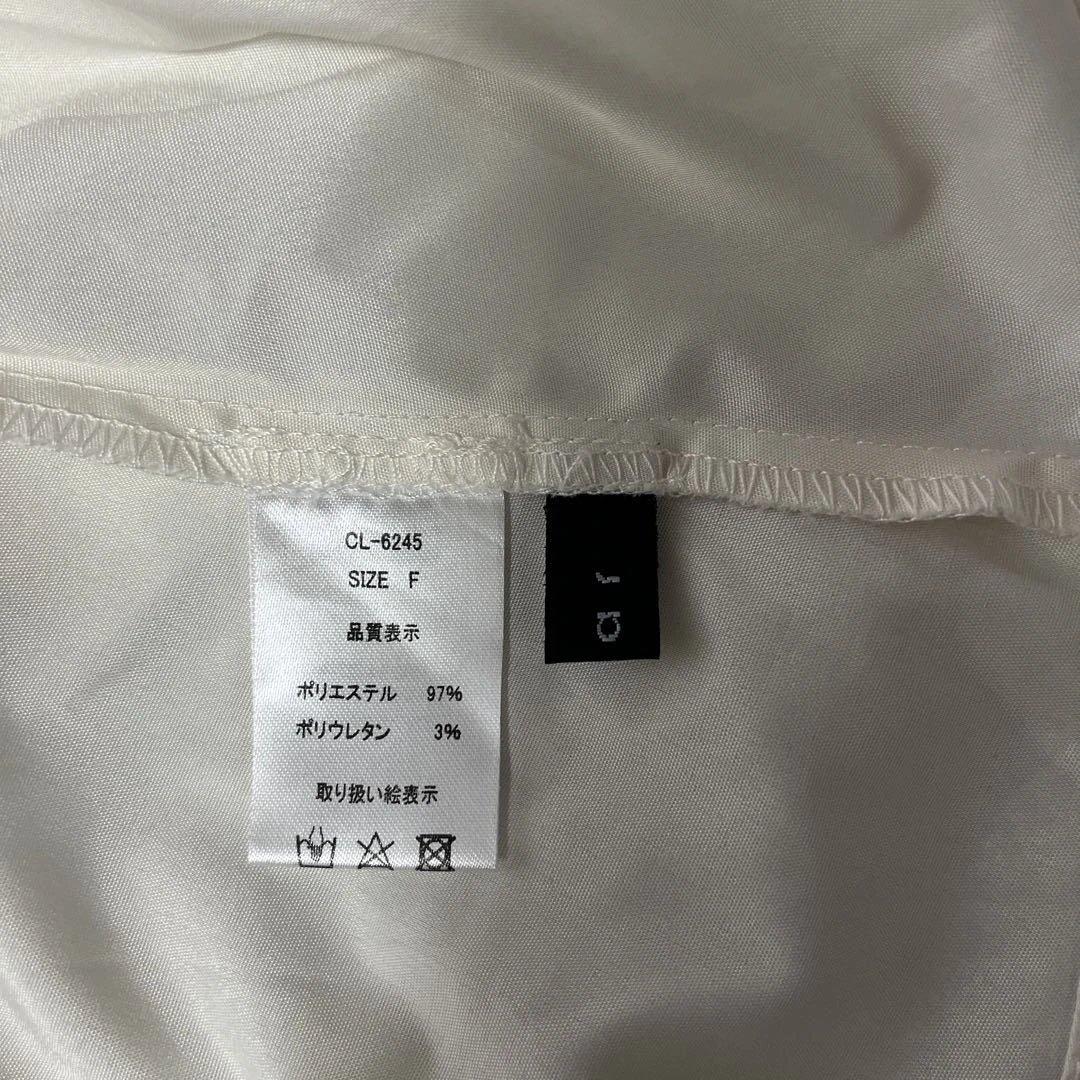 CL-6245
SIZE F
品質表示
ポリエステル 97%
ポリウレタン 3%
取り扱い絵表示
ar